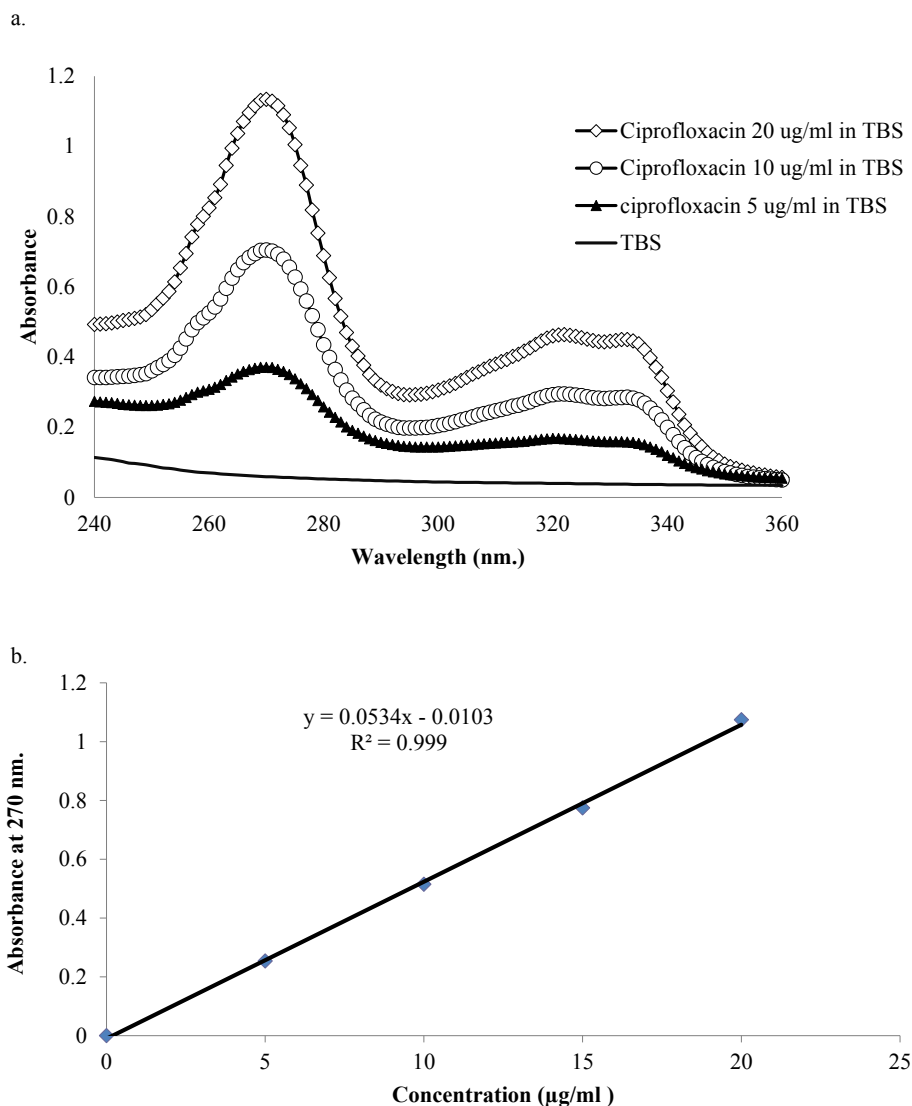 a.
1.2
1
0.8
0.6
0.4
0.2
0
Absorbance
240 260 280 300 320 340 360
Wavelength (nm.)
Ciprofloxacin 20 ug/ml in TBS
Ciprofloxacin 10 ug/ml in TBS
ciprofloxacin 5 ug/ml in TBS
TBS
b.
1.2
1
0.8
0.6
0.4
0.2
0
Absorbance at 270 nm.
y = 0.0534x - 0.0103
R² = 0.999
0 5 10 15 20 25
Concentration (µg/ml )